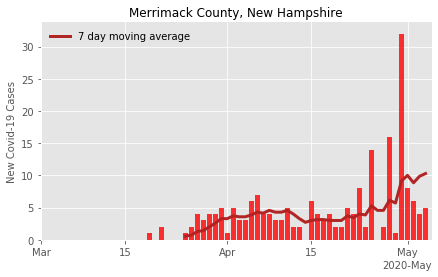 Merrimack County, New Hampshire
7 day moving average
New Covid-19 Cases
30
25
20
15
10
5
0
Mar
15
Apr
15
May
2020-May